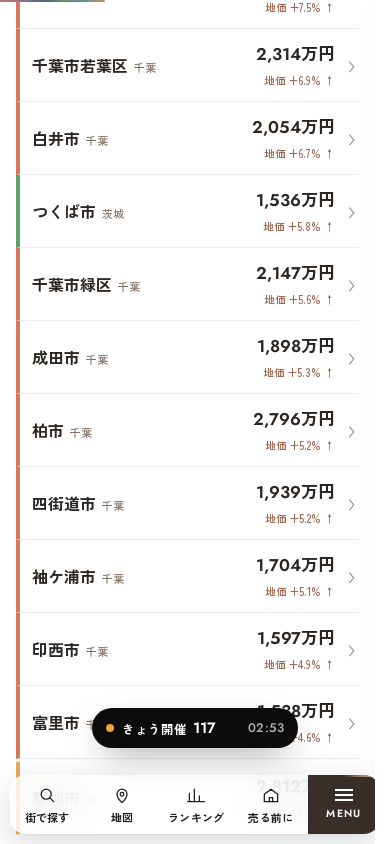 地価 +7.5% ↑
千葉市若葉区 千葉 2,314万円
地価 +6.9% ↑
白井市 千葉 2,054万円
地価 +6.7% ↑
つくば市 茨城 1,536万円
地価 +5.8% ↑
千葉市緑区 千葉 2,147万円
地価 +5.6% ↑
成田市 千葉 1,898万円
地価 +5.3% ↑
柏市 千葉 2,796万円
地価 +5.2% ↑
四街道市 千葉 1,939万円
地価 +5.2% ↑
袖ケ浦市 千葉 1,704万円
地価 +5.1% ↑
印西市 千葉 1,597万円
地価 +4.9% ↑
富里市
+4.6% ↑
きょう開催 117 02:53
街で探す 地図 ランキング 売る前に MENU